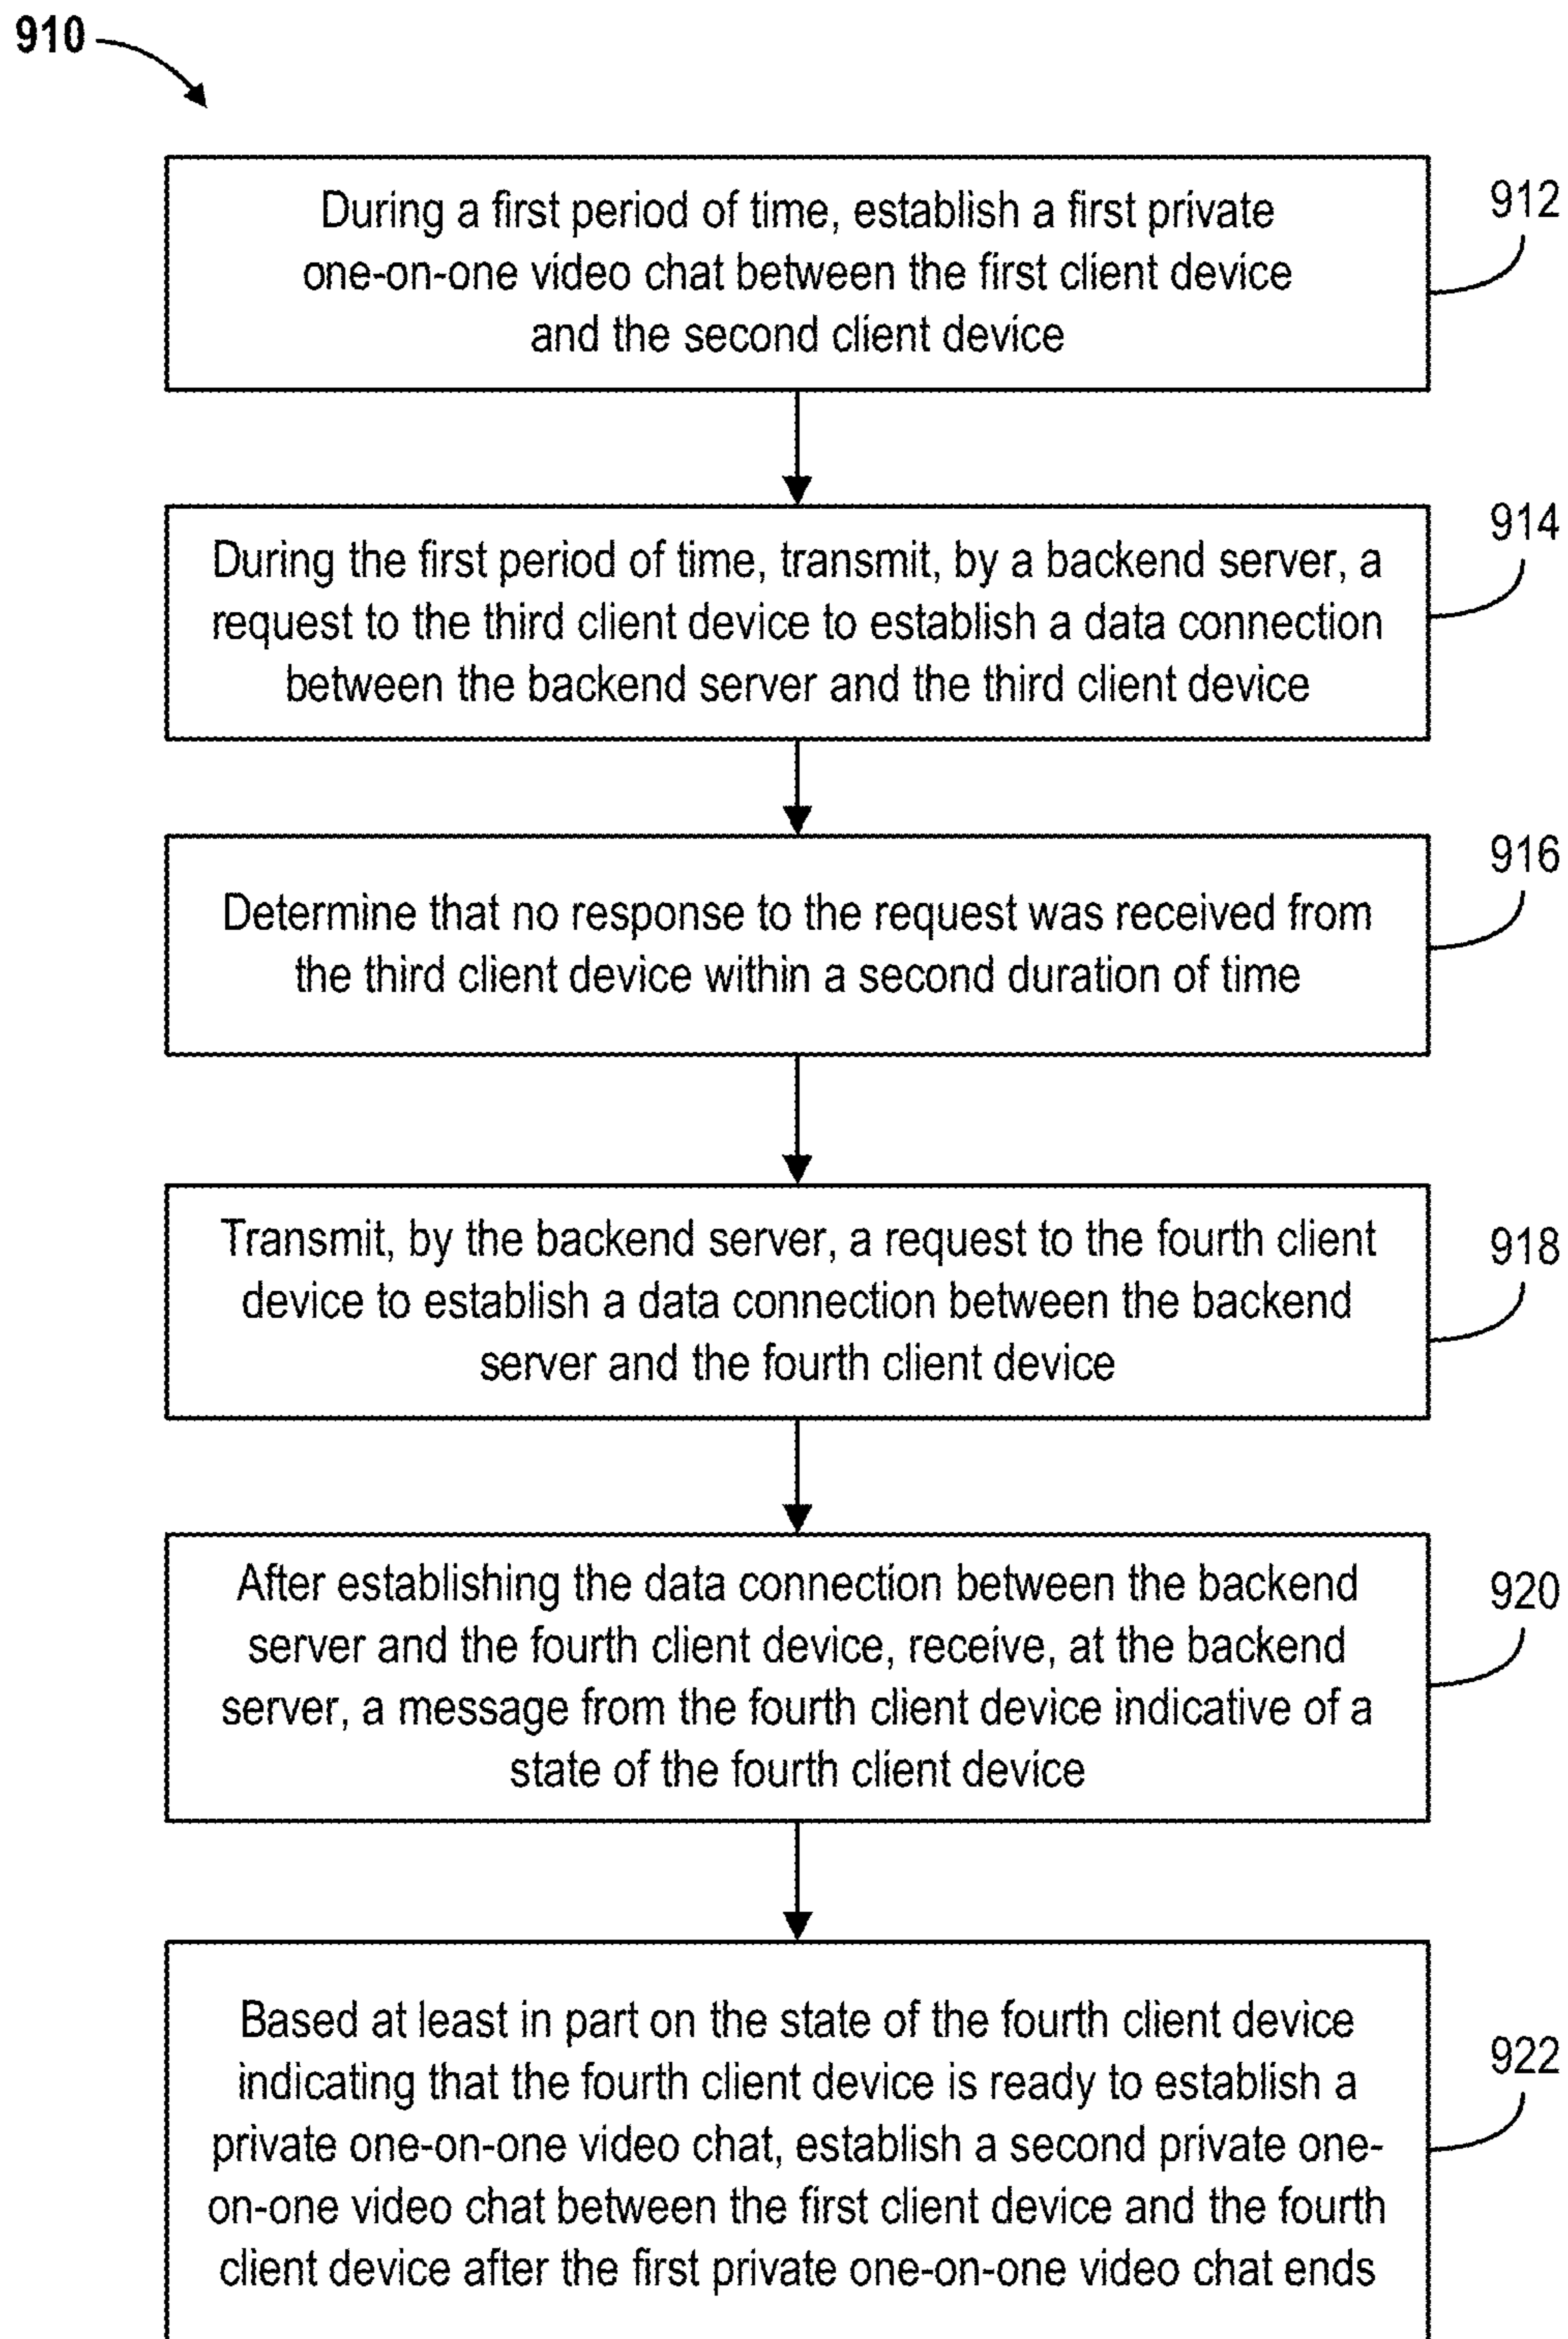 910
During a first period of time, establish a first private
one-on-one video chat between the first client device
and the second client device
912
During the first period of time, transmit, by a backend server, a
request to the third client device to establish a data connection
between the backend server and the third client device
914
Determine that no response to the request was received from
the third client device within a second duration of time
916
Transmit, by the backend server, a request to the fourth client
device to establish a data connection between the backend
server and the fourth client device
918
After establishing the data connection between the backend
server and the fourth client device, receive, at the backend
server, a message from the fourth client device indicative of a
state of the fourth client device
920
Based at least in part on the state of the fourth client device
indicating that the fourth client device is ready to establish a
private one-on-one video chat, establish a second private one-
on-one video chat between the first client device and the fourth
client device after the first private one-on-one video chat ends
922